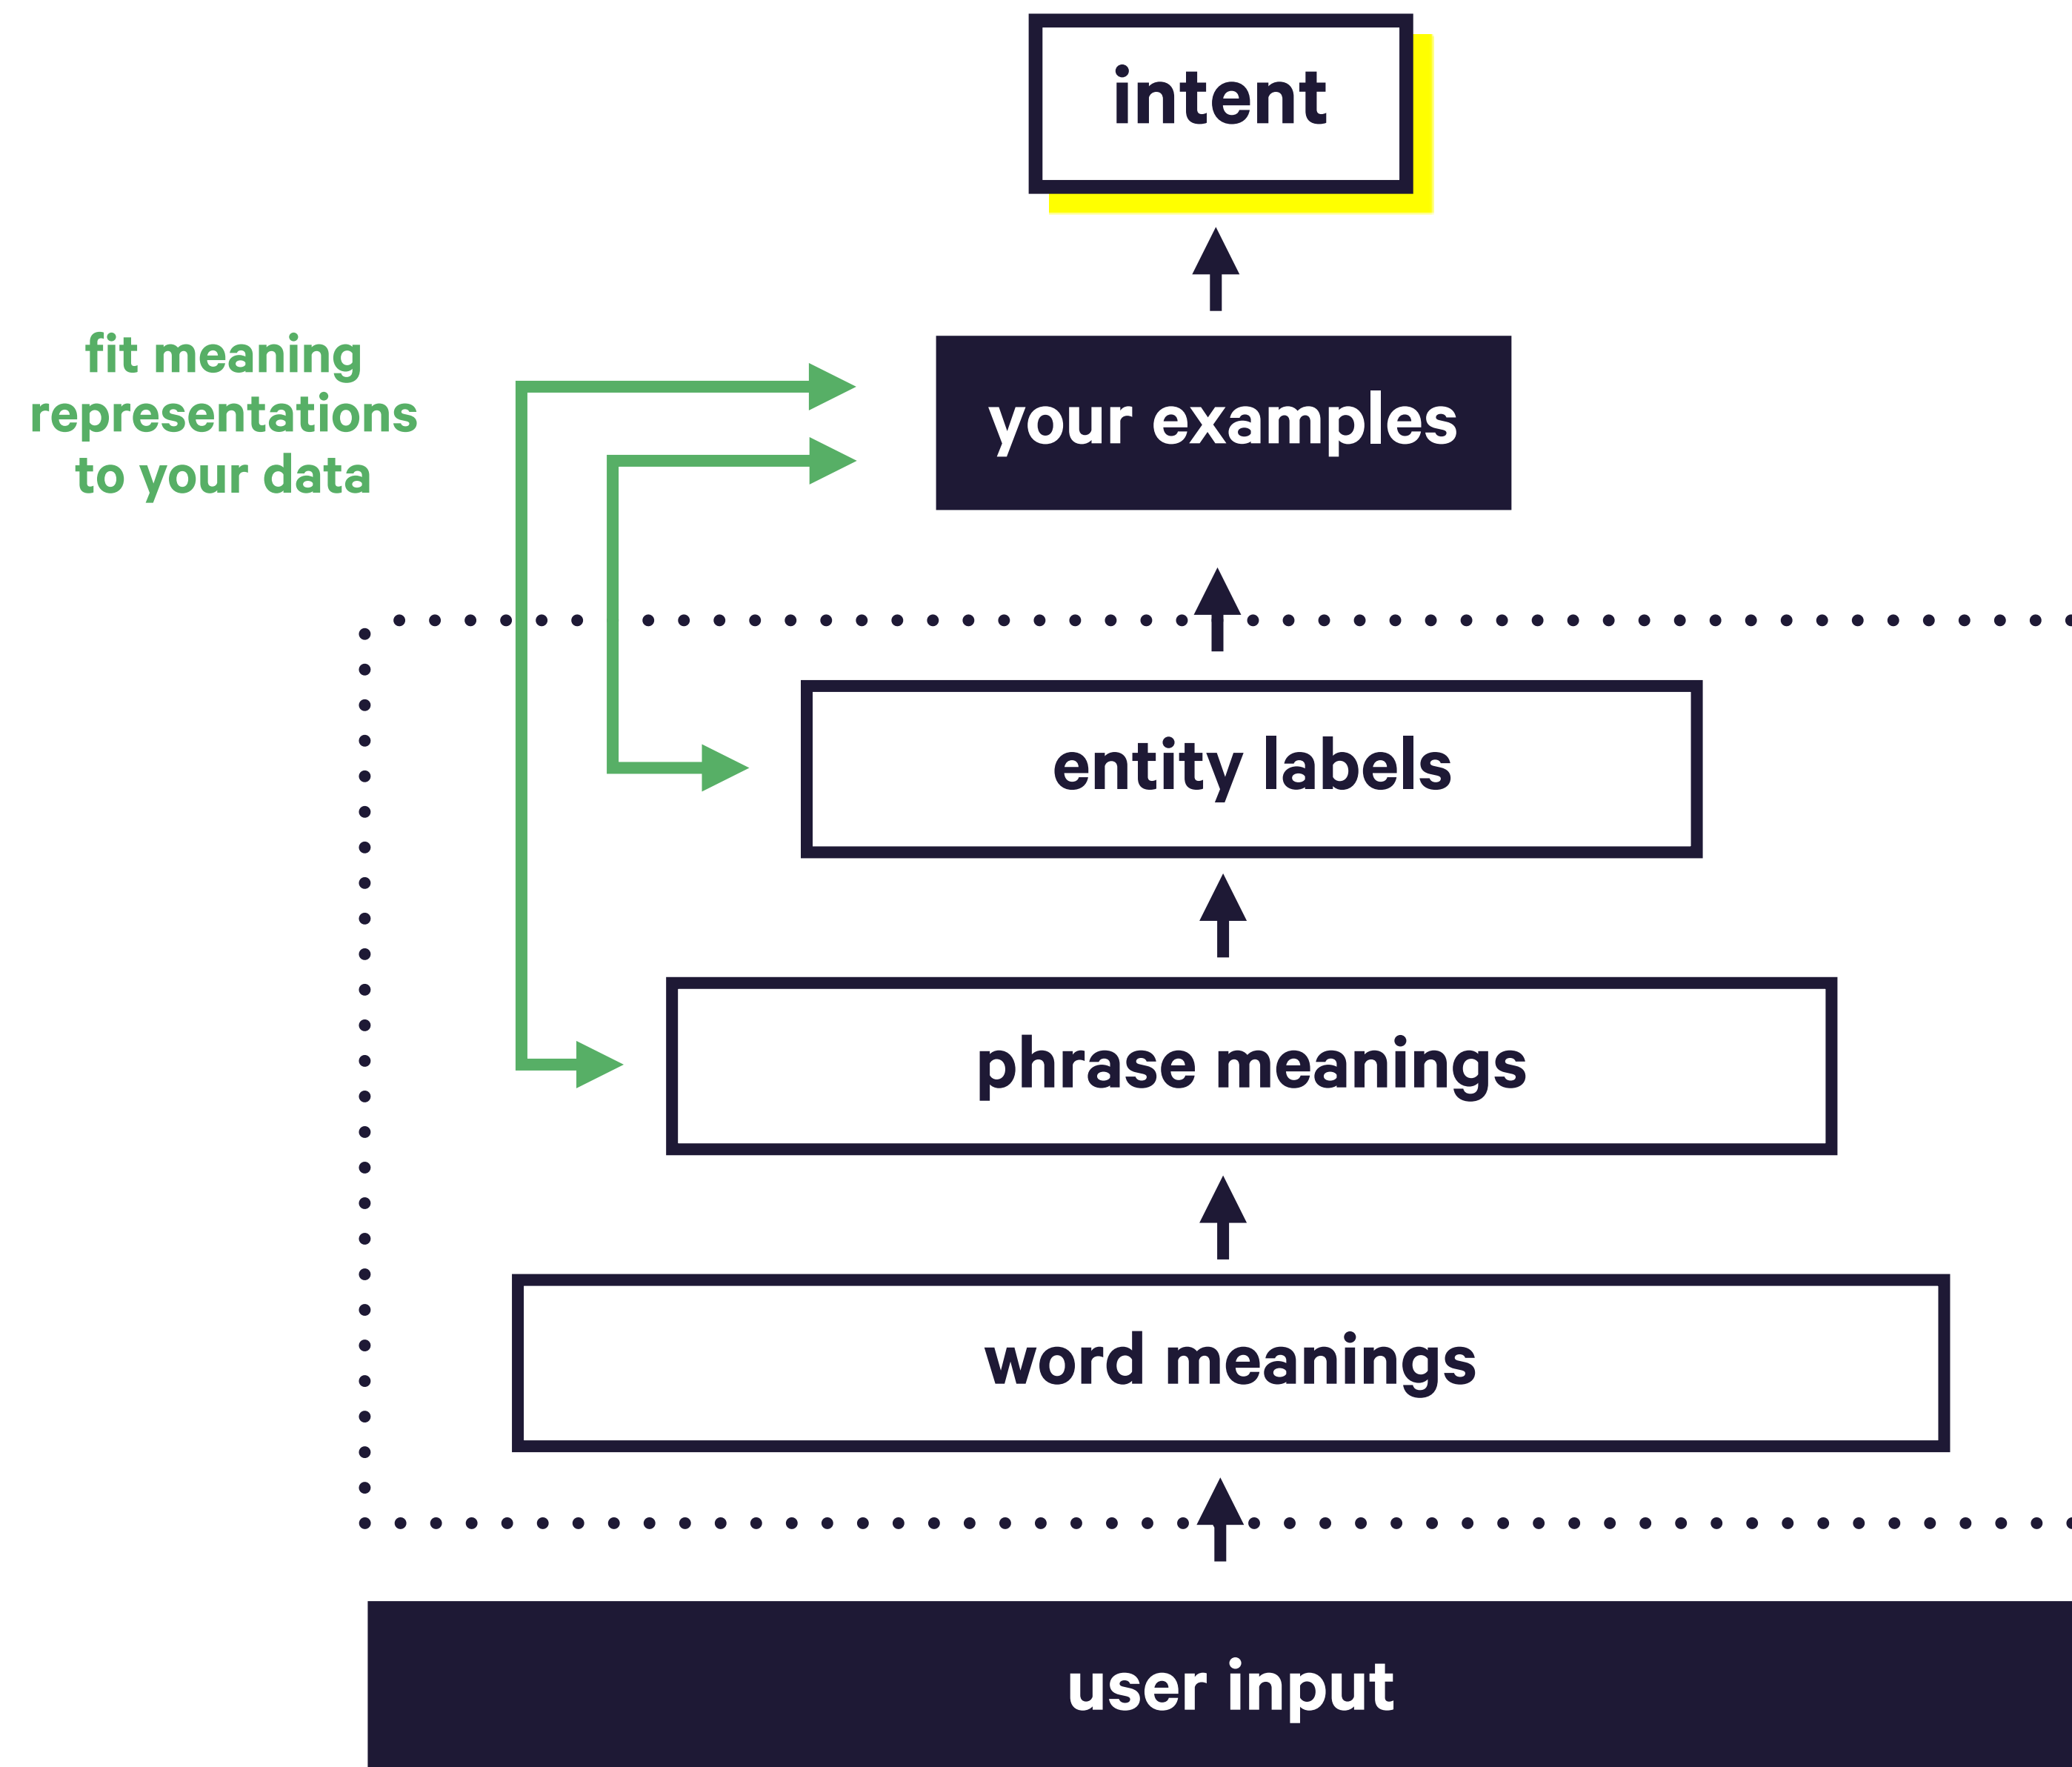 intent
fit meaning
representations
to your data
your examples
entity labels
phrase meanings
word meanings
user input